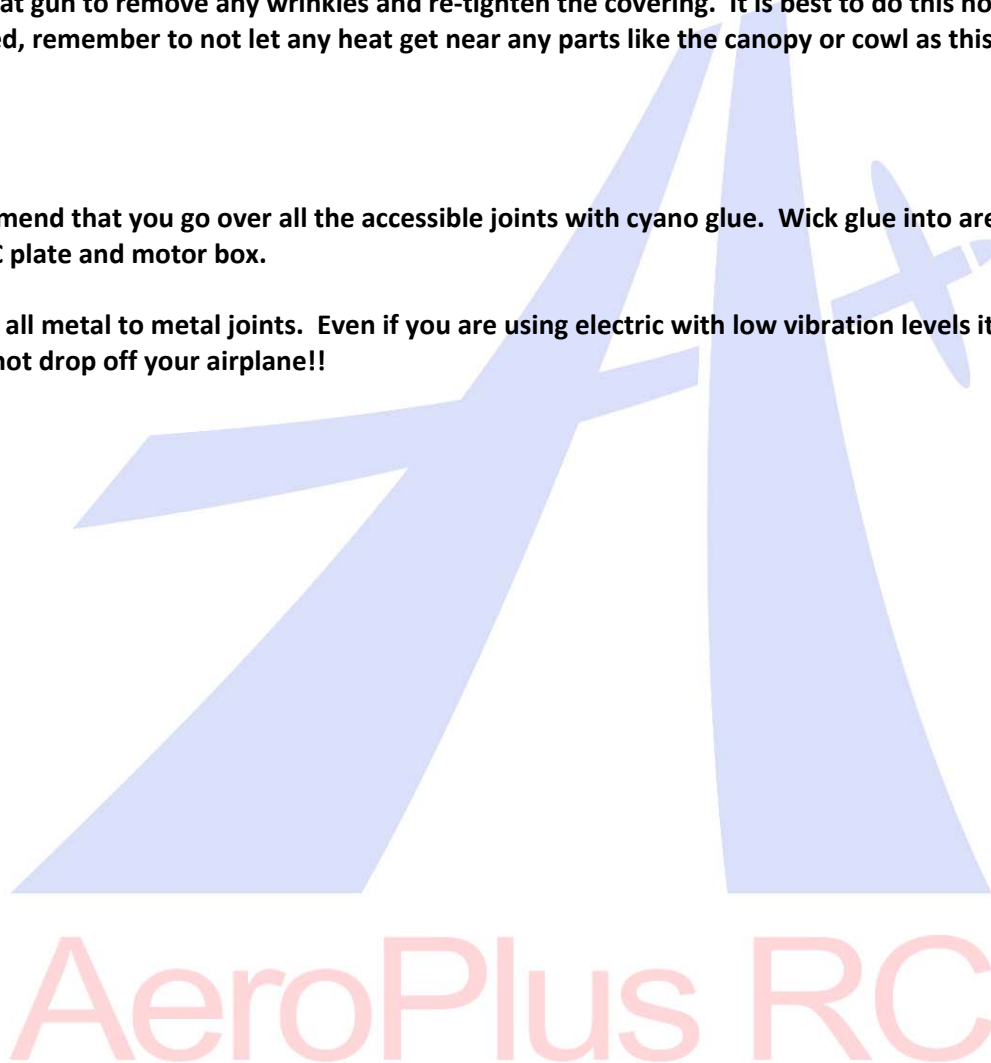 at gun to remove any wrinkles and re-tighten the covering. It is best to do this no
ed, remember to not let any heat get near any parts like the canopy or cowl as this
mend that you go over all the accessible joints with cyano glue. Wick glue into are
plate and motor box.
all metal to metal joints. Even if you are using electric with low vibration levels it
not drop off your airplane!!
AeroPlus RC